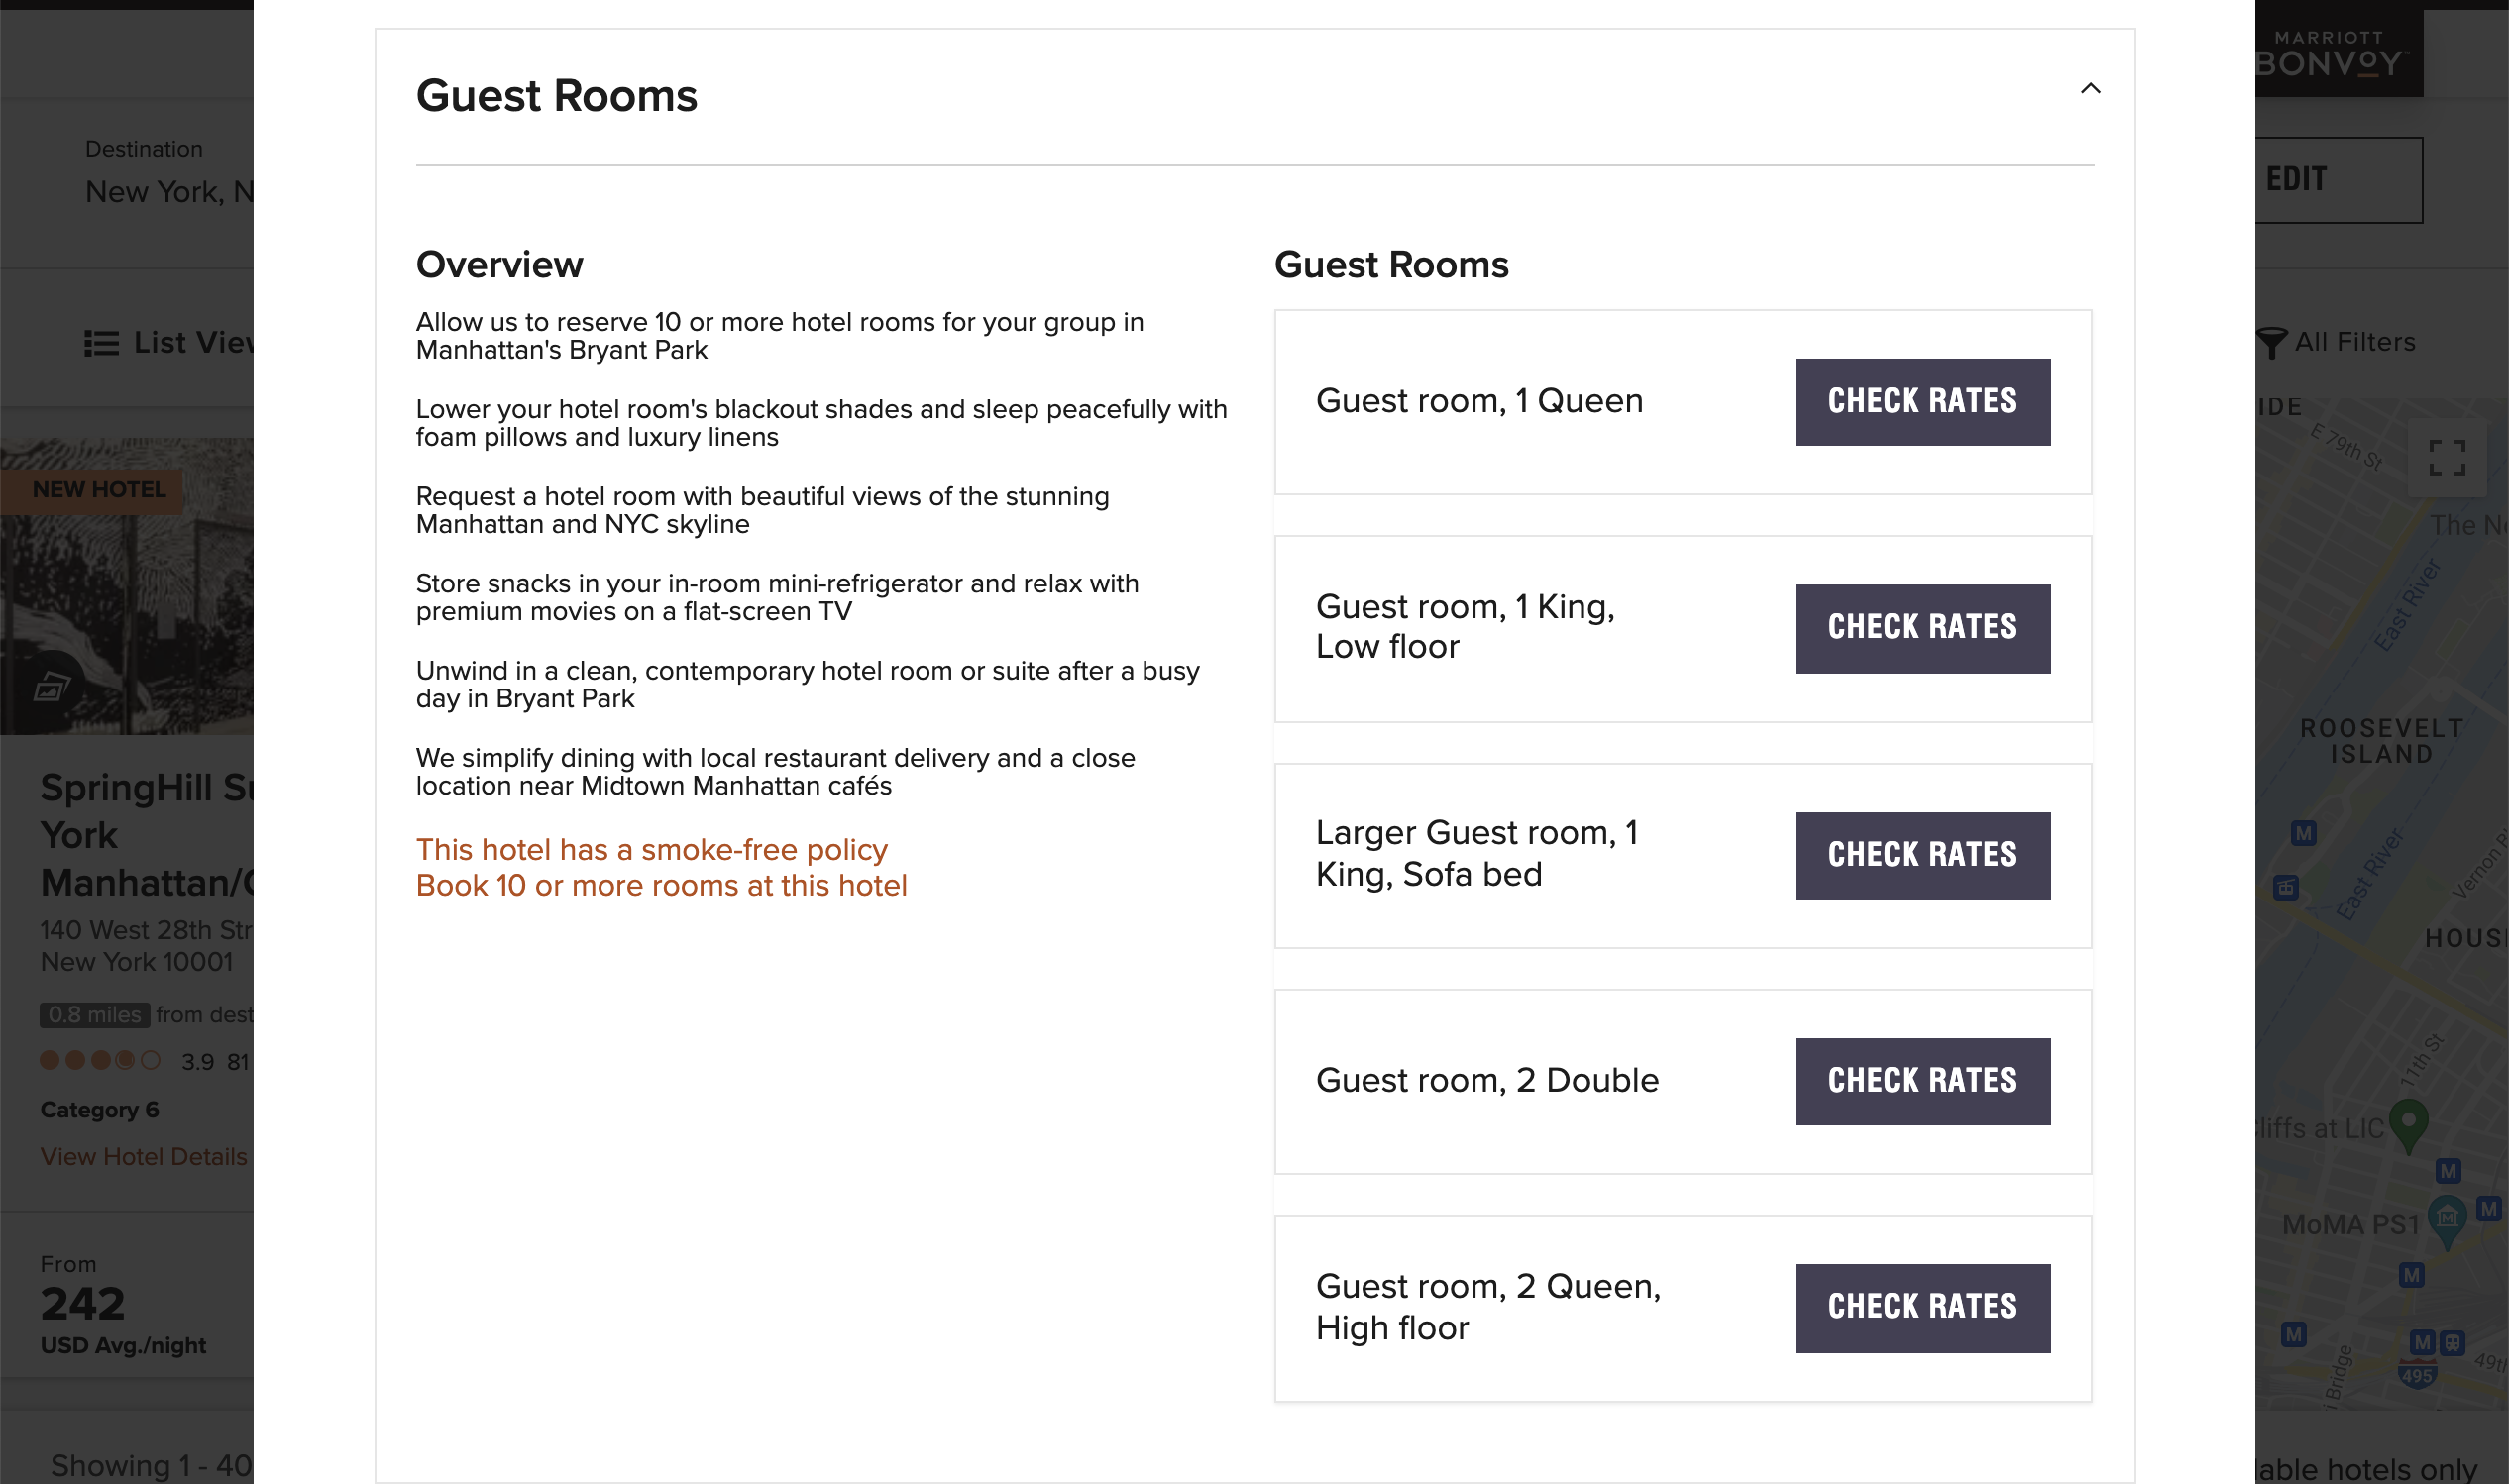 MARRIOTT
BONVOY
Destination
New York, N
EDIT
List View
All Filters
NEW HOTEL
SpringHill Su
York
Manhattan/C
140 West 28th Str
New York 10001
0.8 miles from dest
3.9 81
Category 6
View Hotel Details
From
242
USD Avg./night
Showing 1 - 40
Guest Rooms
Overview
Allow us to reserve 10 or more hotel rooms for your group in
Manhattan's Bryant Park
Lower your hotel room's blackout shades and sleep peacefully with
foam pillows and luxury linens
Request a hotel room with beautiful views of the stunning
Manhattan and NYC skyline
Store snacks in your in-room mini-refrigerator and relax with
premium movies on a flat-screen TV
Unwind in a clean, contemporary hotel room or suite after a busy
day in Bryant Park
We simplify dining with local restaurant delivery and a close
location near Midtown Manhattan cafés
This hotel has a smoke-free policy
Book 10 or more rooms at this hotel
Guest Rooms
Guest room, 1 Queen
CHECK RATES
Guest room, 1 King,
Low floor
CHECK RATES
Larger Guest room, 1
King, Sofa bed
CHECK RATES
Guest room, 2 Double
CHECK RATES
Guest room, 2 Queen,
High floor
CHECK RATES
IDE
E 79th St
The N
East River
ROOSEVELT
ISLAND
M
East River
Vernon
HOUS
11th St
liffs at LIC
M
MoMA PS1
M
M
M
M
495
49t
Bridge
lable hotels only